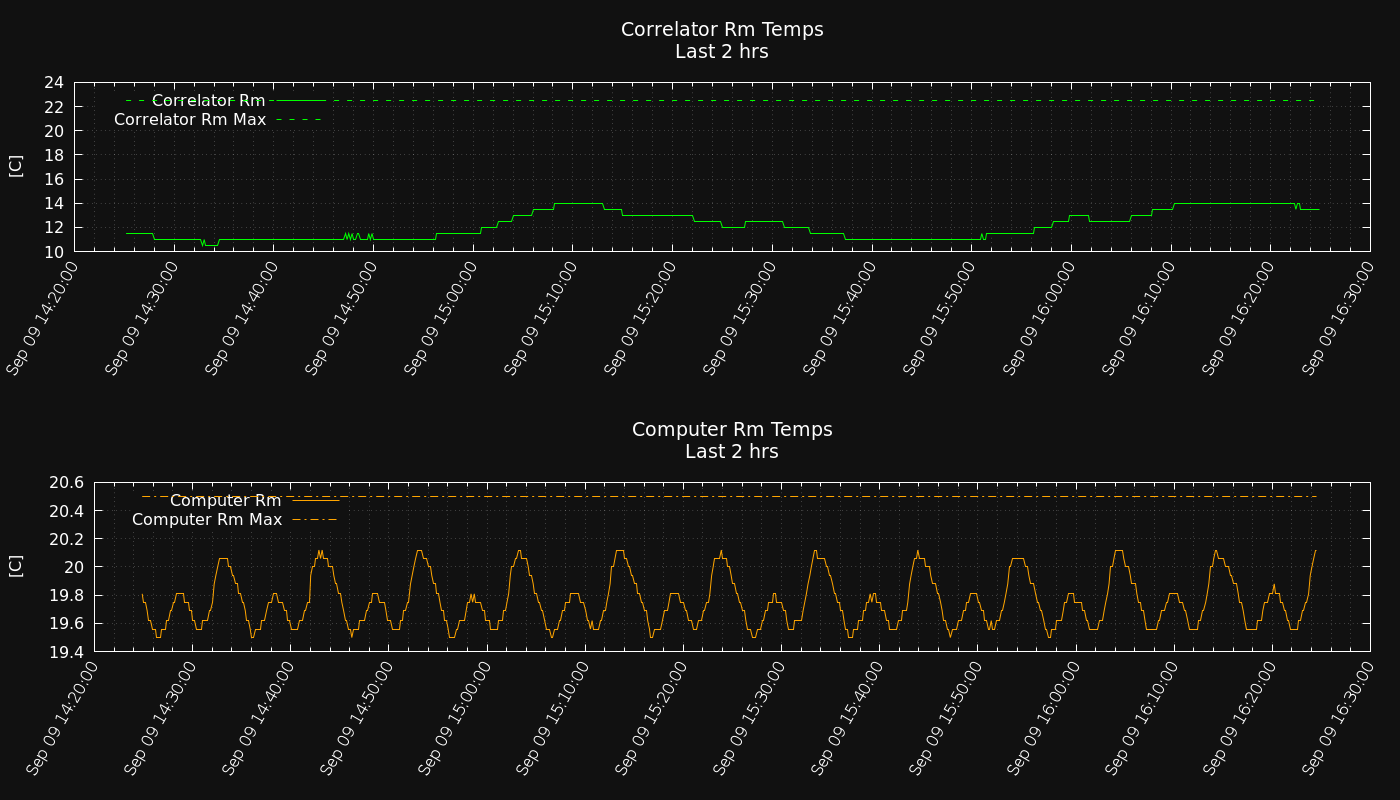 Correlator Rm Temps
Last 2 hrs
24
22
20
18
16
14
12
10
[C]
Correlator Rm
Correlator Rm Max
Sep 09 14:20:00
Sep 09 14:30:00
Sep 09 14:40:00
Sep 09 14:50:00
Sep 09 15:00:00
Sep 09 15:10:00
Sep 09 15:20:00
Sep 09 15:30:00
Sep 09 15:40:00
Sep 09 15:50:00
Sep 09 16:00:00
Sep 09 16:10:00
Sep 09 16:20:00
Sep 09 16:30:00
Computer Rm Temps
Last 2 hrs
20.6
20.4
20.2
20
19.8
19.6
19.4
[C]
Computer Rm
Computer Rm Max
Sep 09 14:20:00
Sep 09 14:30:00
Sep 09 14:40:00
Sep 09 14:50:00
Sep 09 15:00:00
Sep 09 15:10:00
Sep 09 15:20:00
Sep 09 15:30:00
Sep 09 15:40:00
Sep 09 15:50:00
Sep 09 16:00:00
Sep 09 16:10:00
Sep 09 16:20:00
Sep 09 16:30:00